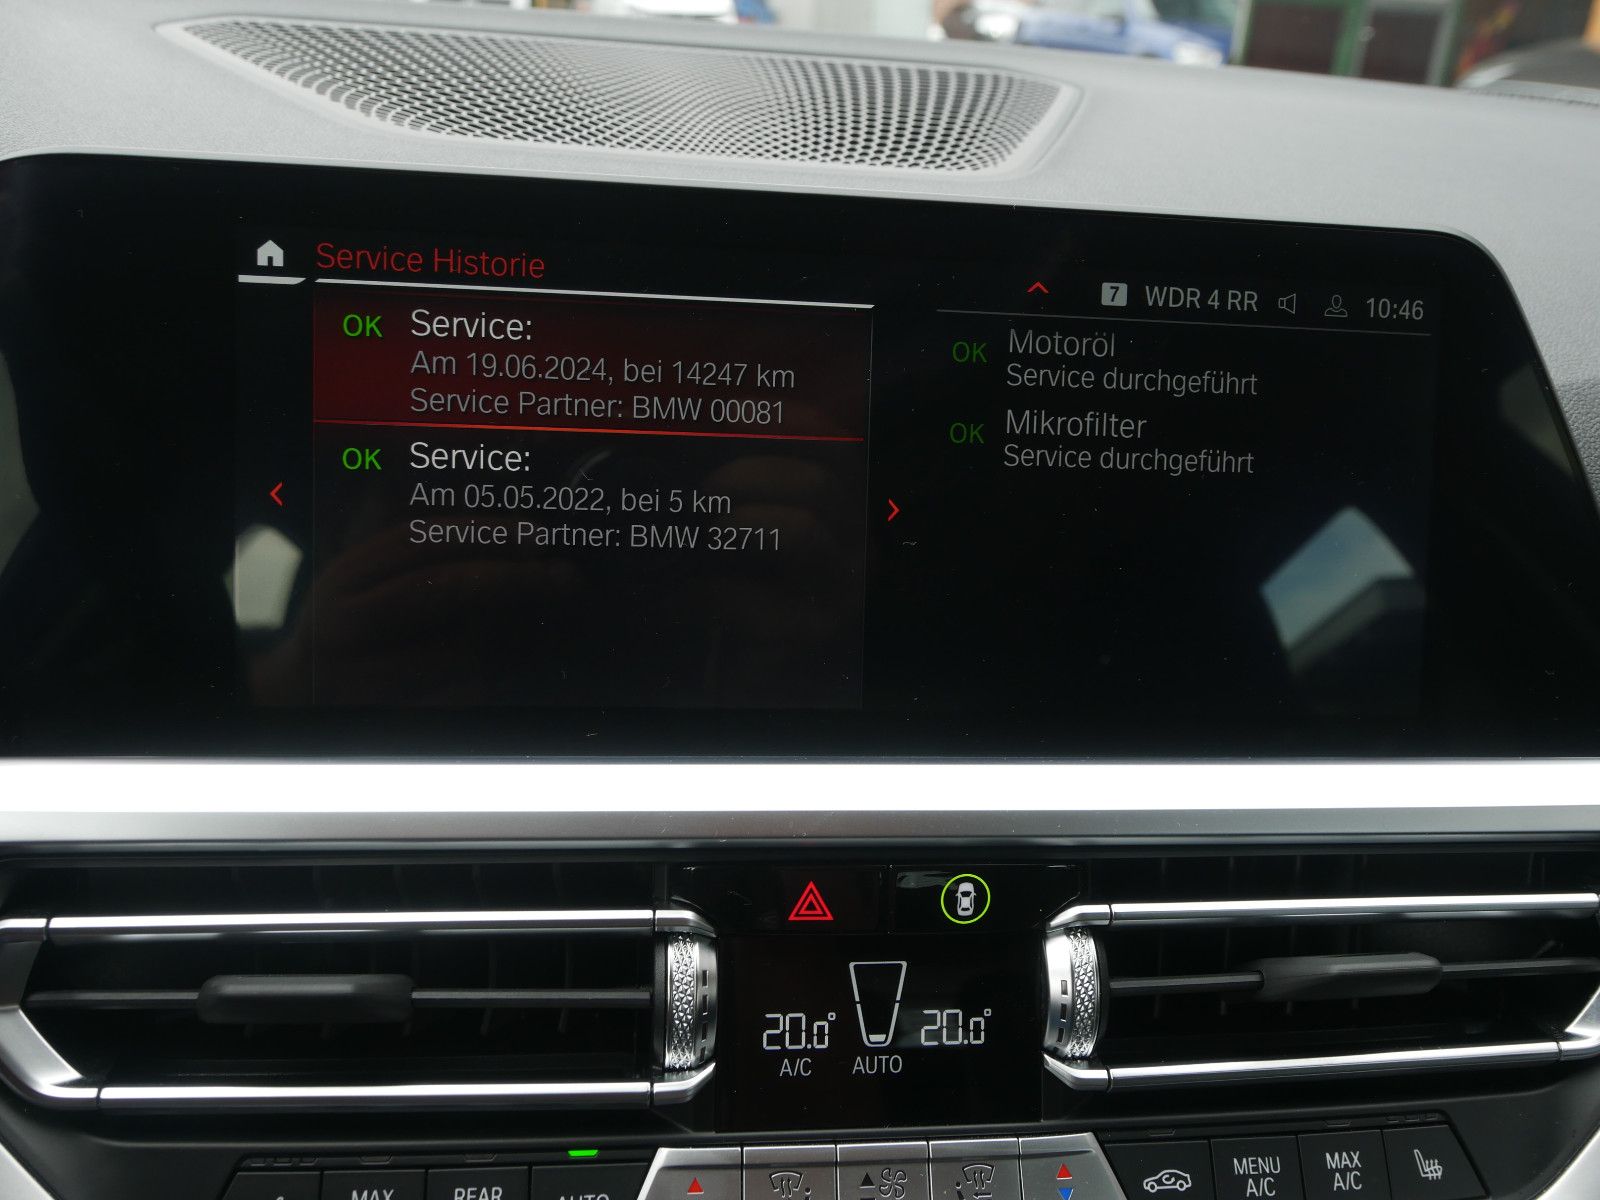 Service Historie
7 WDR 4 RR 10:46
OK Service:
Am 19.06.2024, bei 14247 km
Service Partner: BMW 00081
OK Service:
Am 05.05.2022, bei 5 km
Service Partner: BMW 32711
OK Motoröl
Service durchgeführt
OK Mikrofilter
Service durchgeführt
20.0° 20.0°
A/C AUTO
MAX
REAR
AUTO
MENU
A/C
MAX
A/C